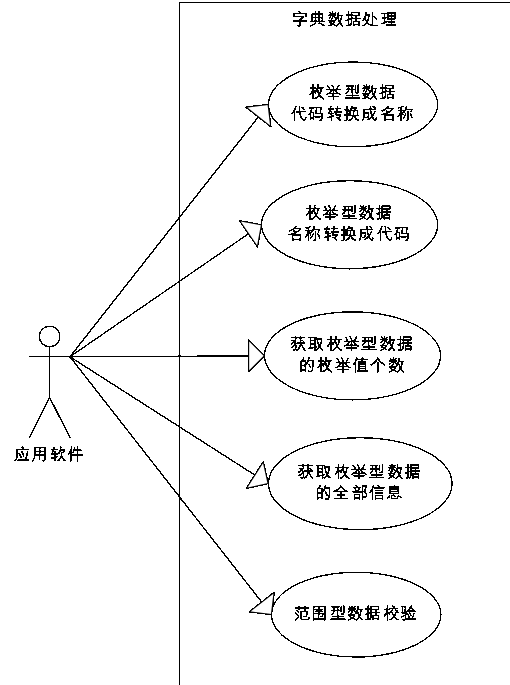 字典数据处理
枚举型数据
代码转换成名称
枚举型数据
名称转换成代码
获取枚举型数据
的枚举值个数
应用软件
获取枚举型数据
的全部信息
范围型数据校验